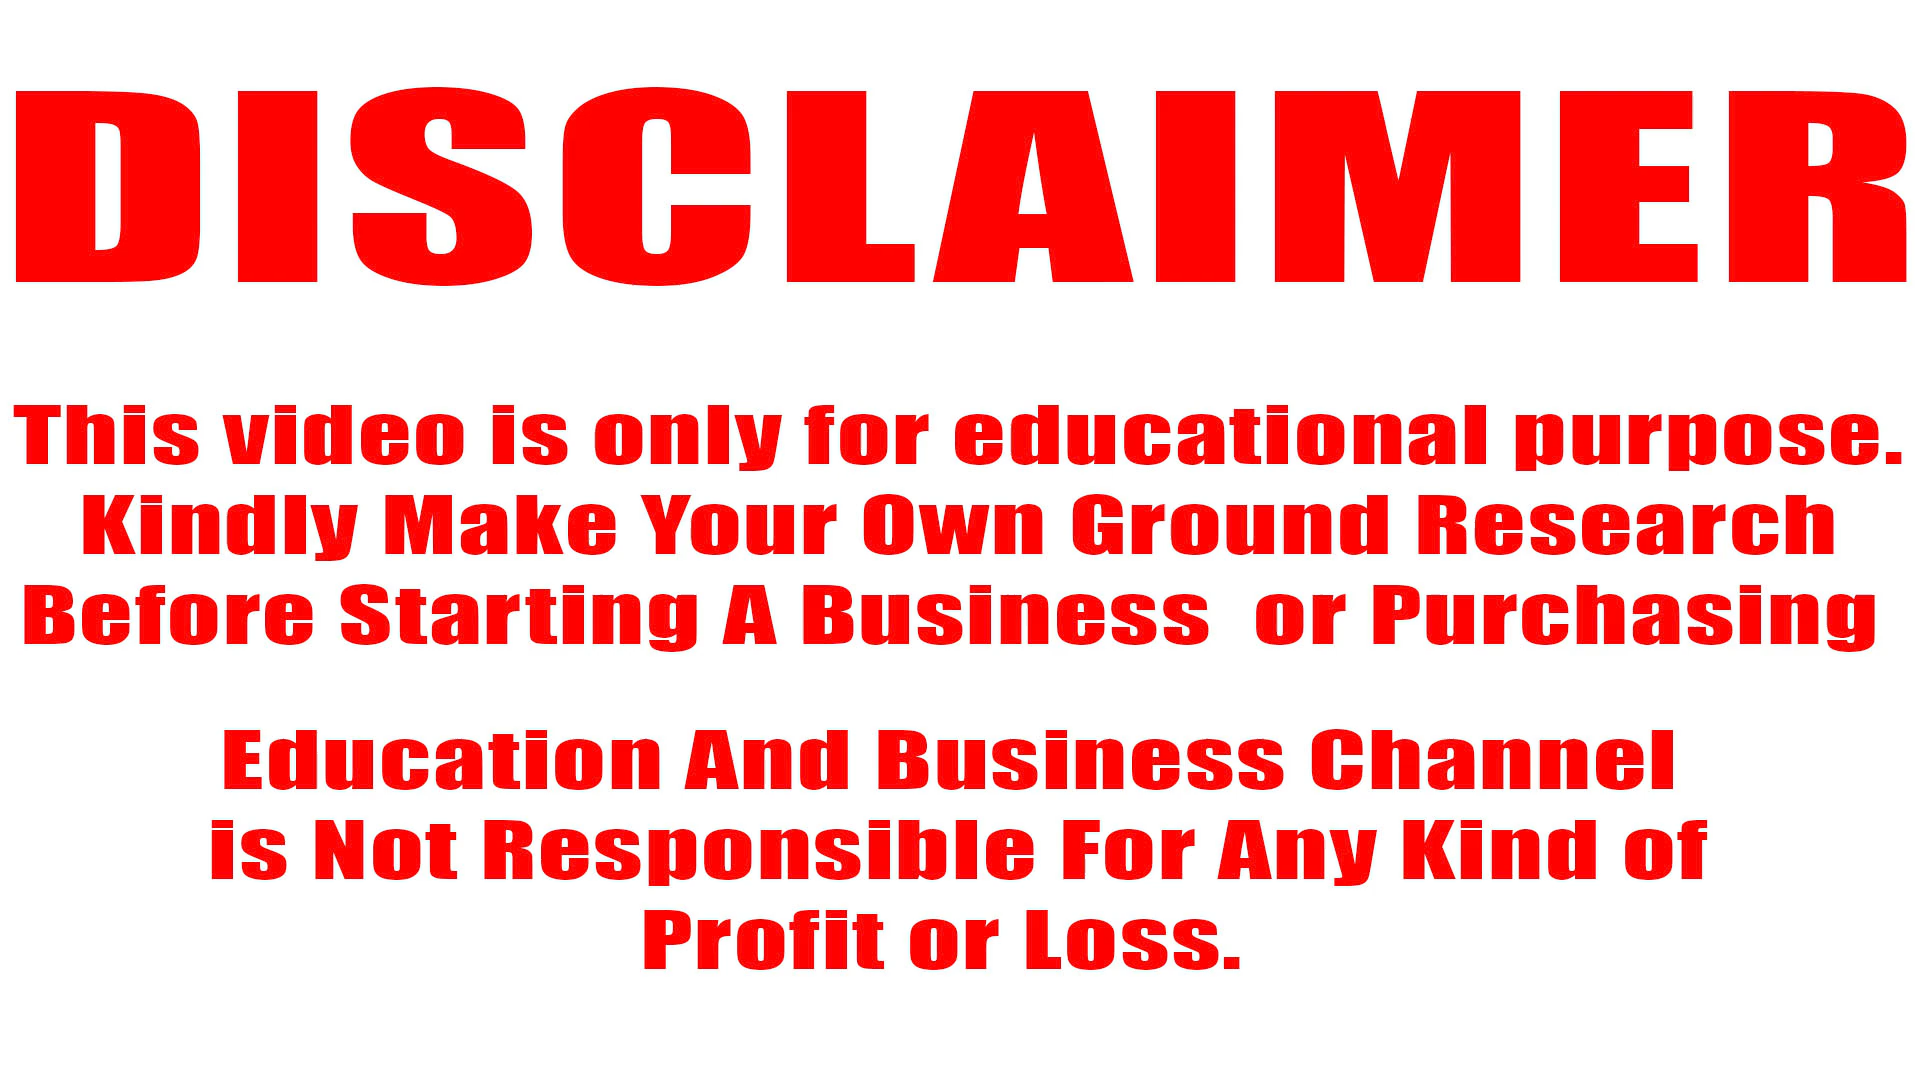 DISCLAIMER
This video is only for educational purpose.
Kindly Make Your Own Ground Research
Before Starting A Business  or Purchasing
Education And Business Channel
is Not Responsible For Any Kind of
Profit or Loss.